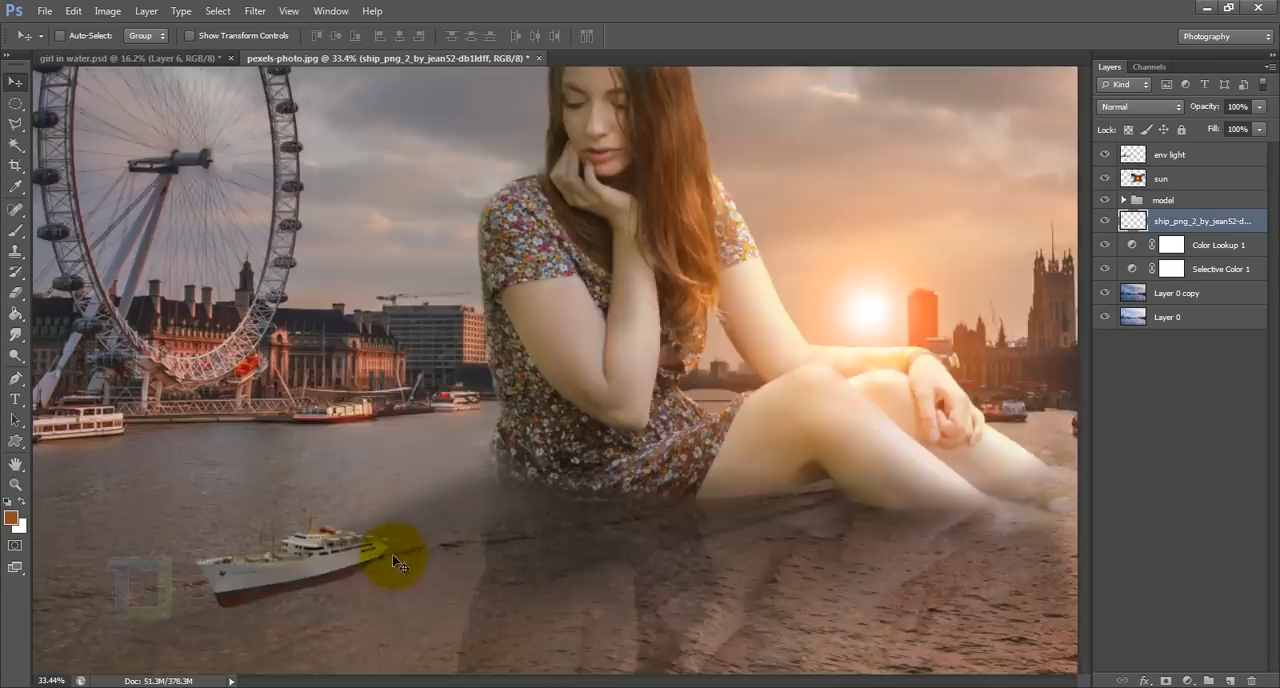 Ps File Edit Image Layer Type Select Filter View Window Help
Auto-Select: Group Show Transform Controls Photography
girl in water.psd @ 16.2% (Layer 6, RGB/8) * × pexels-photo.jpg @ 33.4% (ship_png_2_by_jean52-db1ldff, RGB/8) * ×
Layers Channels
Kind
Normal Opacity: 100%
Lock: Fill: 100%
env light
sun
model
ship_png_2_by_jean52-d...
Color Lookup 1
Selective Color 1
Layer 0 copy
Layer 0
33.44% Doc: 51.3M/378.3M